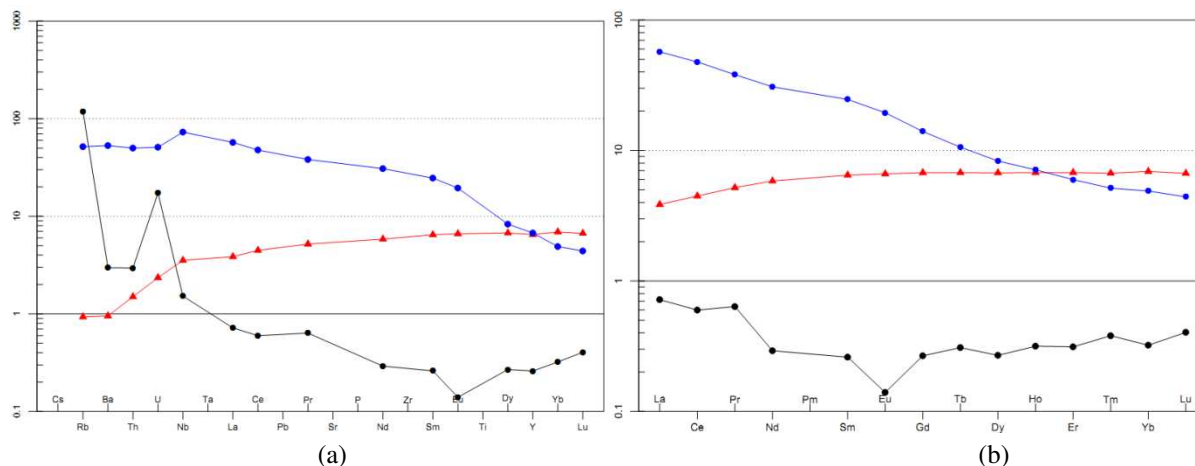 1000
100
10
1
0.1
Cs Ba Th U Nb Ta La Ce Pb Pr Sr P Nd Zr Sm Eu Ti Dy Y Yb Lu
Rb
(a)
100
10
1
0.1
La Pr Pm Eu Tb Ho Tm Lu
Ce Nd Sm Gd Dy Er Yb
(b)